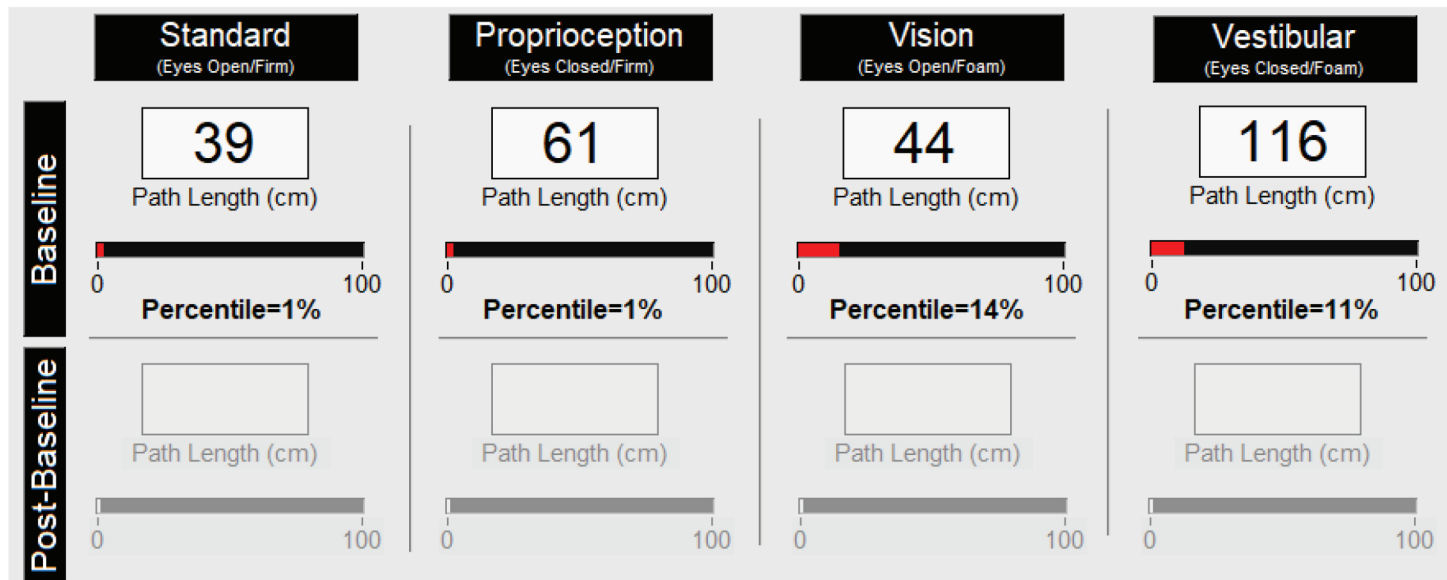 Standard
(Eyes Open/Firm)
Proprioception
(Eyes Closed/Firm)
Vision
(Eyes Open/Foam)
Vestibular
(Eyes Closed/Foam)
Baseline
39
Path Length (cm)
0 100
Percentile=1%
61
Path Length (cm)
0 100
Percentile=1%
44
Path Length (cm)
0 100
Percentile=14%
116
Path Length (cm)
0 100
Percentile=11%
Post-Baseline
Path Length (cm)
0 100
Path Length (cm)
0 100
Path Length (cm)
0 100
Path Length (cm)
0 100